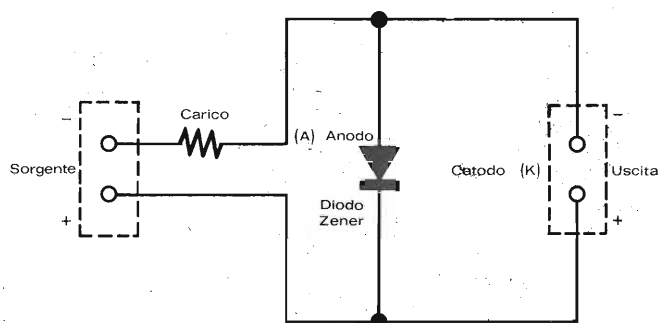 Carico
Sorgente
−
+
(A) Anodo
Diodo
Zener
Catodo (K)
Uscita
−
+